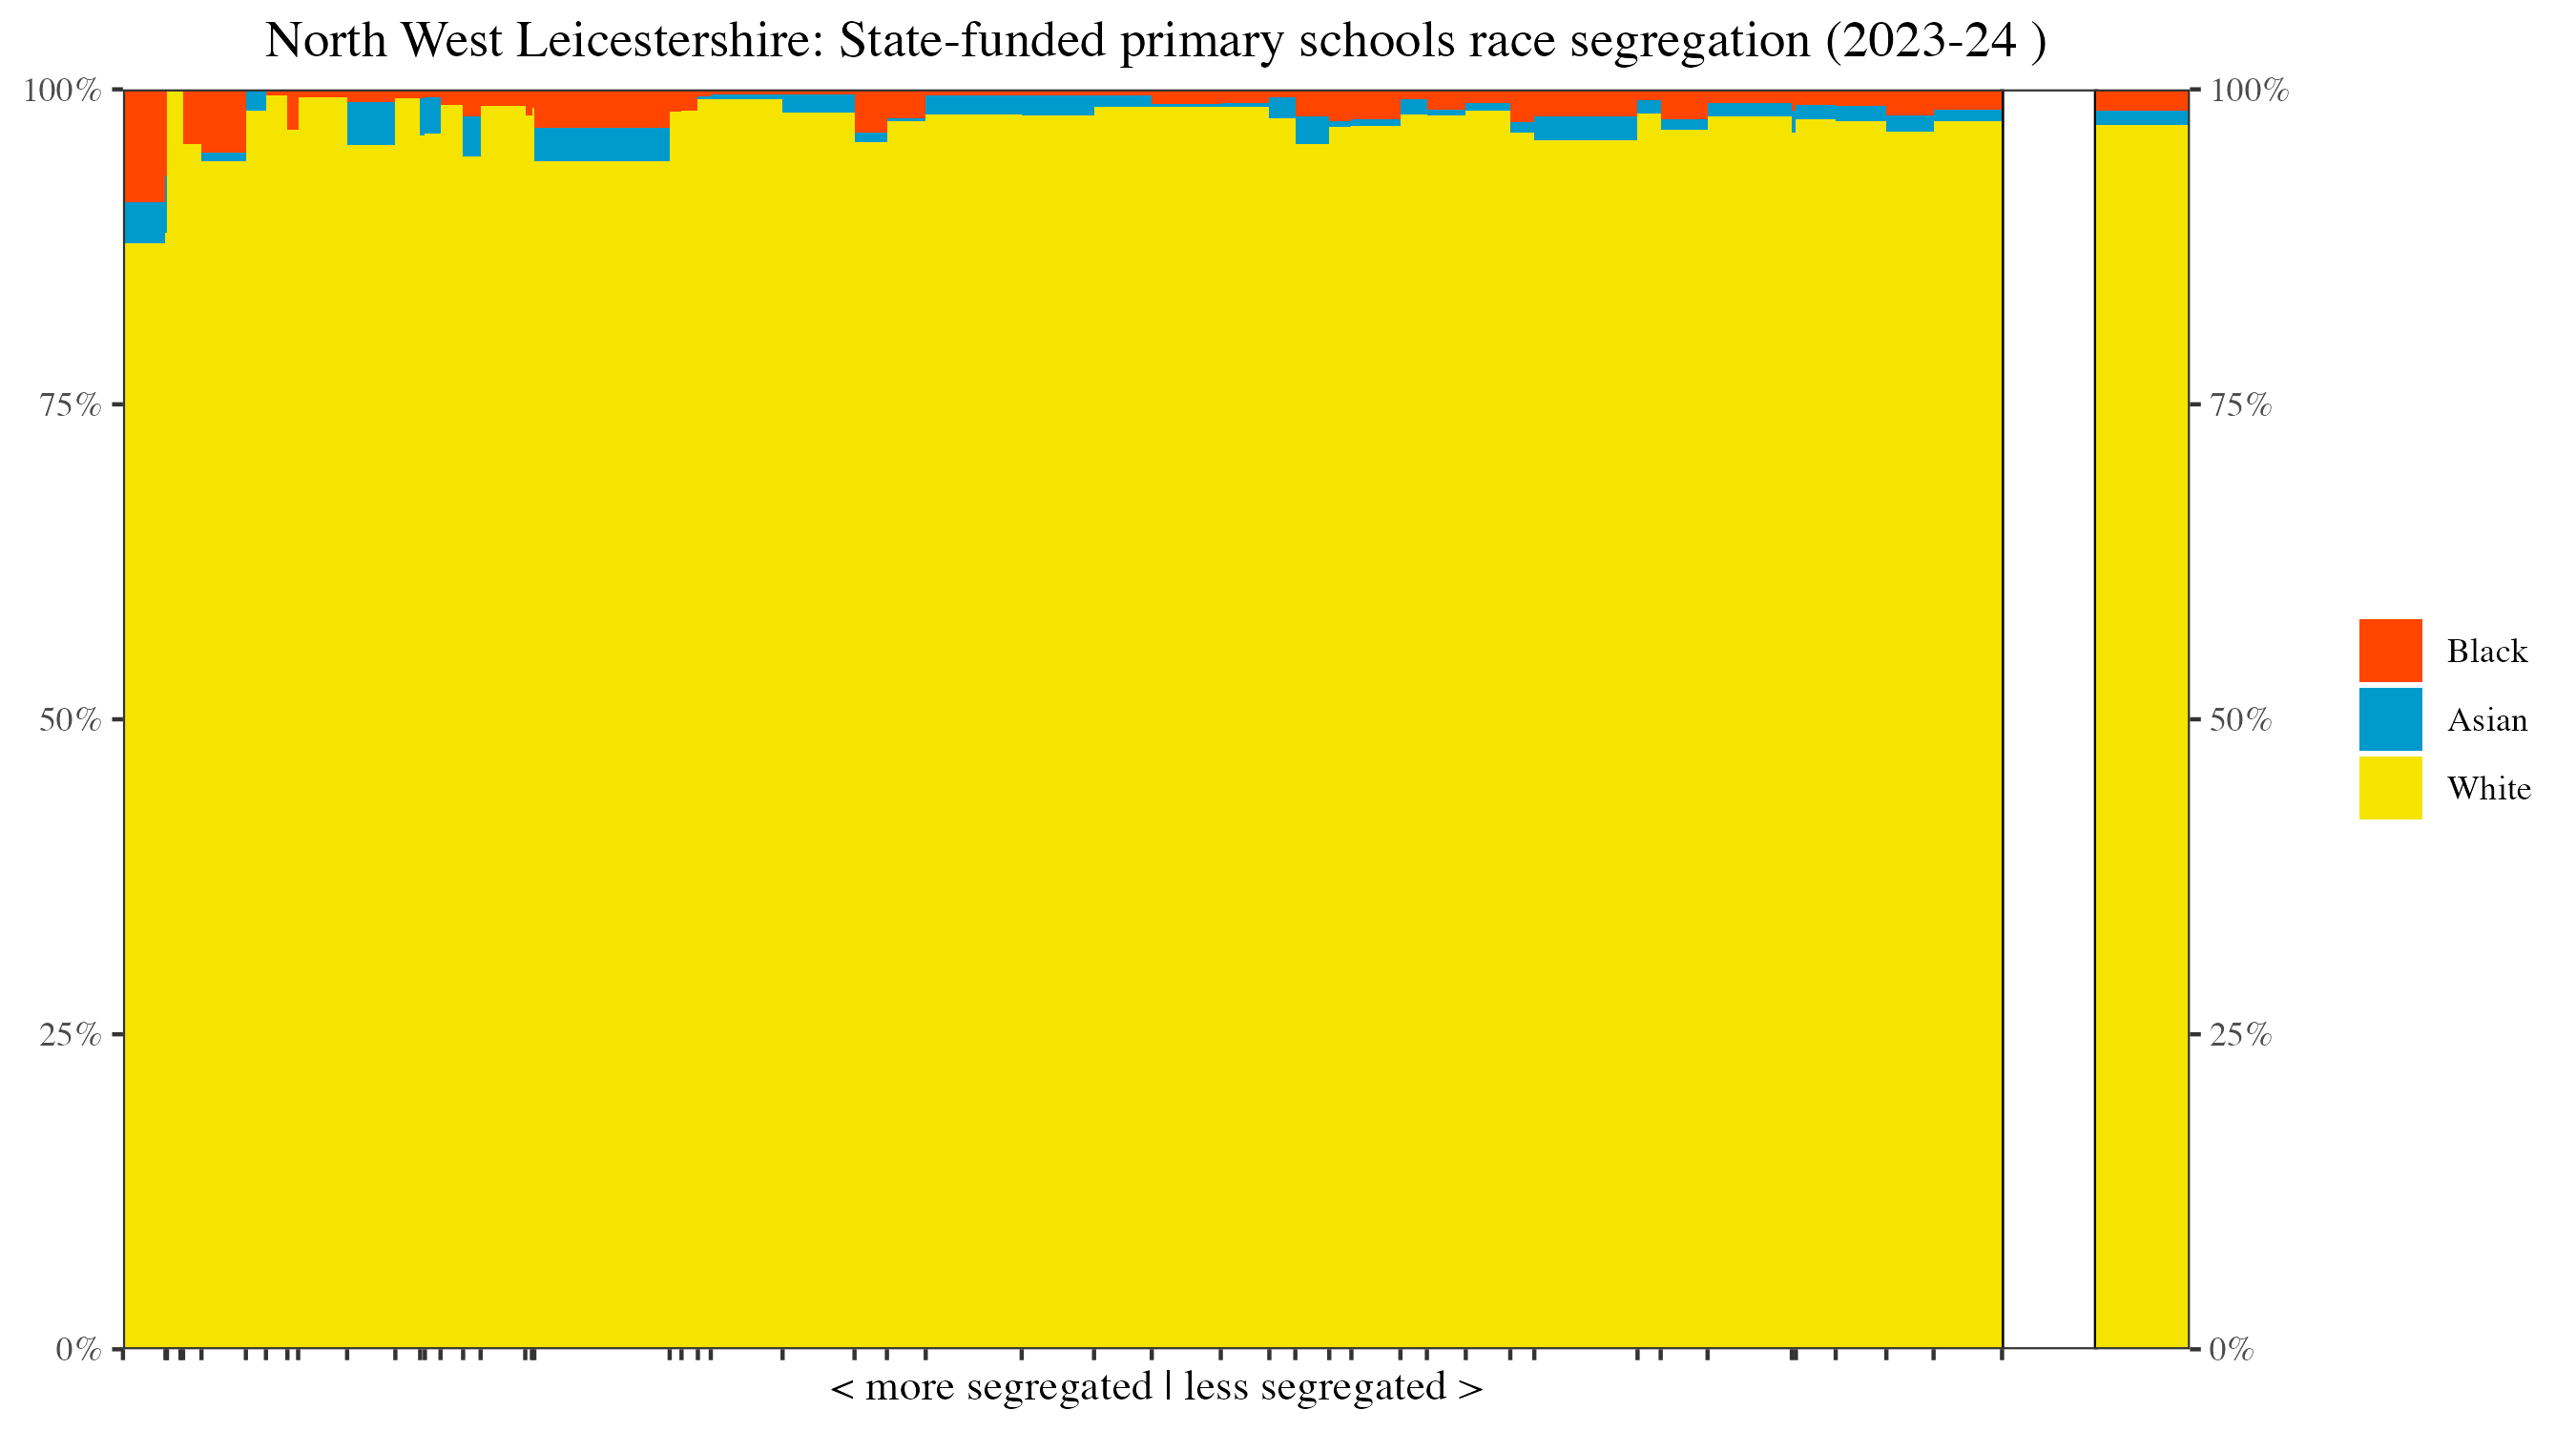 North West Leicestershire: State-funded primary schools race segregation (2023-24 )
100%
75%
50%
25%
0%
100%
75%
50%
25%
0%
< more segregated | less segregated >
Black
Asian
White